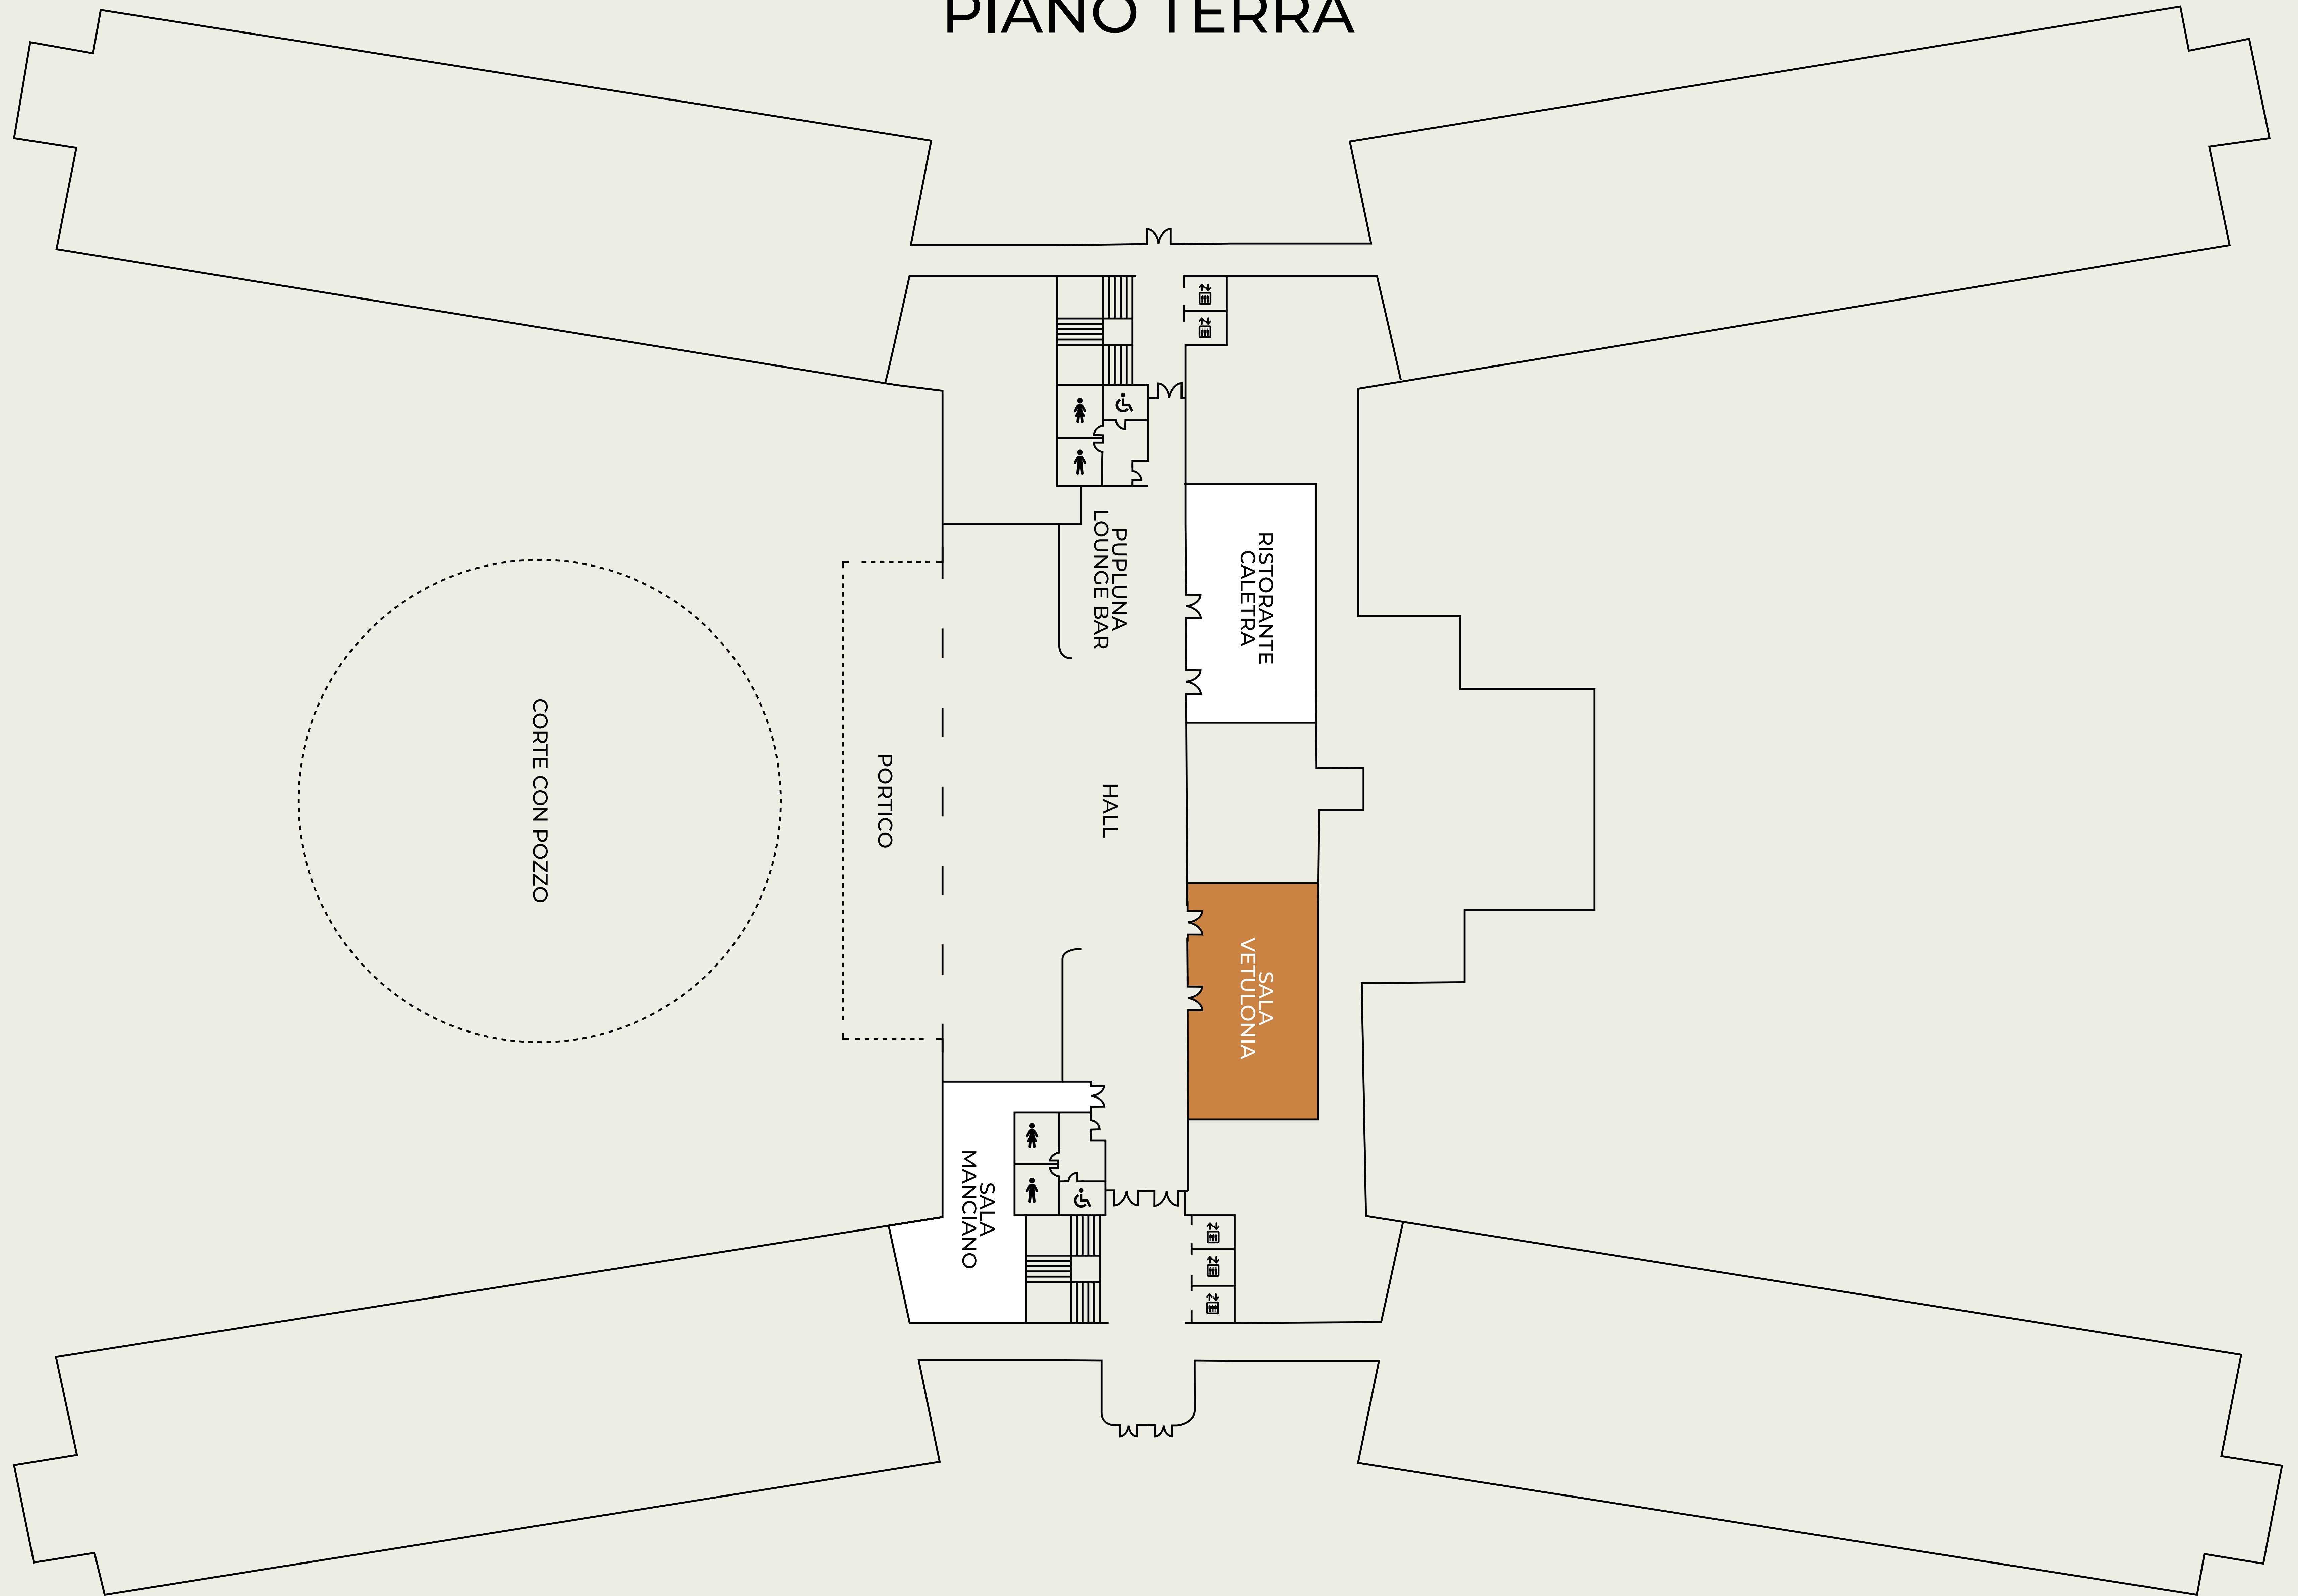 PIANO TERRA
PUPLUNA
LOUNGE BAR
RISTORANTE
CALETRA
CORTE CON POZZO
PORTICO
HALL
SALA
VETULONIA
SALA
MANCIANO